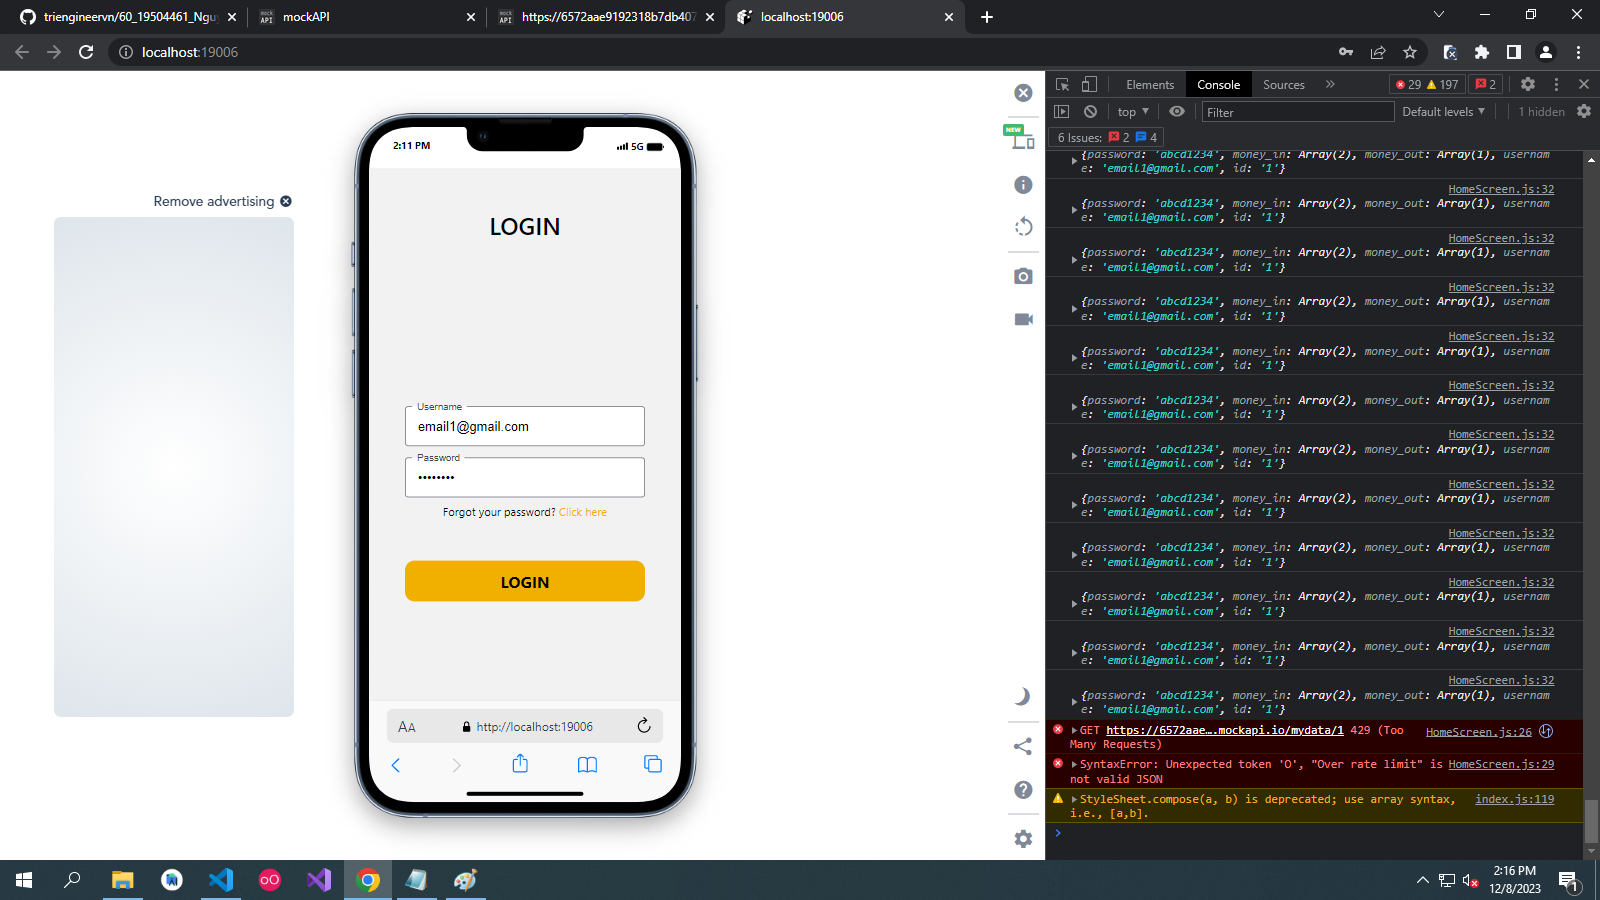 triengineervn/60_19504461_Ngu
mockAPI
https://6572aae9192318b7db407
localhost:19006
localhost:19006
Elements
Console
Sources
29
197
2
top
Filter
Default levels
1 hidden
6 Issues:
2
4
{password: 'abcd1234', money_in: Array(2), money_out: Array(1), usernam
e: 'email1@gmail.com', id: '1'}
HomeScreen.js:32
{password: 'abcd1234', money_in: Array(2), money_out: Array(1), usernam
e: 'email1@gmail.com', id: '1'}
HomeScreen.js:32
{password: 'abcd1234', money_in: Array(2), money_out: Array(1), usernam
e: 'email1@gmail.com', id: '1'}
HomeScreen.js:32
{password: 'abcd1234', money_in: Array(2), money_out: Array(1), usernam
e: 'email1@gmail.com', id: '1'}
HomeScreen.js:32
{password: 'abcd1234', money_in: Array(2), money_out: Array(1), usernam
e: 'email1@gmail.com', id: '1'}
HomeScreen.js:32
{password: 'abcd1234', money_in: Array(2), money_out: Array(1), usernam
e: 'email1@gmail.com', id: '1'}
HomeScreen.js:32
{password: 'abcd1234', money_in: Array(2), money_out: Array(1), usernam
e: 'email1@gmail.com', id: '1'}
HomeScreen.js:32
{password: 'abcd1234', money_in: Array(2), money_out: Array(1), usernam
e: 'email1@gmail.com', id: '1'}
HomeScreen.js:32
{password: 'abcd1234', money_in: Array(2), money_out: Array(1), usernam
e: 'email1@gmail.com', id: '1'}
HomeScreen.js:32
{password: 'abcd1234', money_in: Array(2), money_out: Array(1), usernam
e: 'email1@gmail.com', id: '1'}
HomeScreen.js:32
{password: 'abcd1234', money_in: Array(2), money_out: Array(1), usernam
e: 'email1@gmail.com', id: '1'}
HomeScreen.js:32
{password: 'abcd1234', money_in: Array(2), money_out: Array(1), usernam
e: 'email1@gmail.com', id: '1'}
GET https://6572aae….mockapi.io/mydata/1 429 (Too
Many Requests)
HomeScreen.js:26
SyntaxError: Unexpected token 'O', "Over rate limit" is
not valid JSON
HomeScreen.js:29
StyleSheet.compose(a, b) is deprecated; use array syntax,
i.e., [a,b].
index.js:119
Remove advertising
2:11 PM
5G
LOGIN
Username
email1@gmail.com
Password
••••••••
Forgot your password? Click here
LOGIN
AA
http://localhost:19006
NEW
2:16 PM
12/8/2023
1